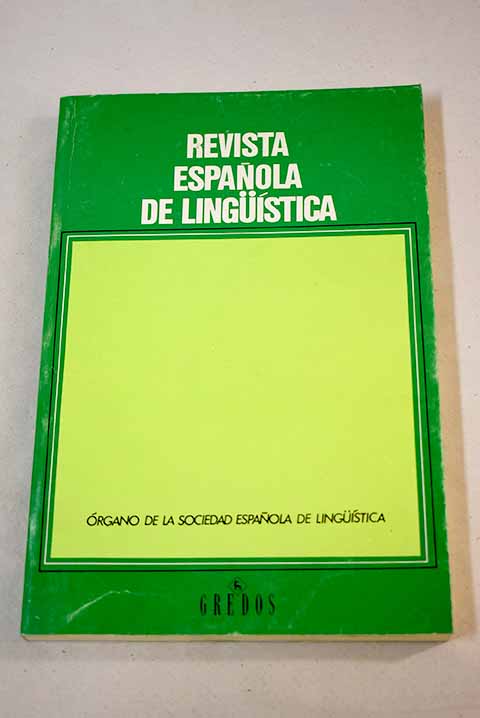 REVISTA
ESPAÑOLA
DE LINGÜÍSTICA
ÓRGANO DE LA SOCIEDAD ESPAÑOLA DE LINGÜÍSTICA
GREDOS